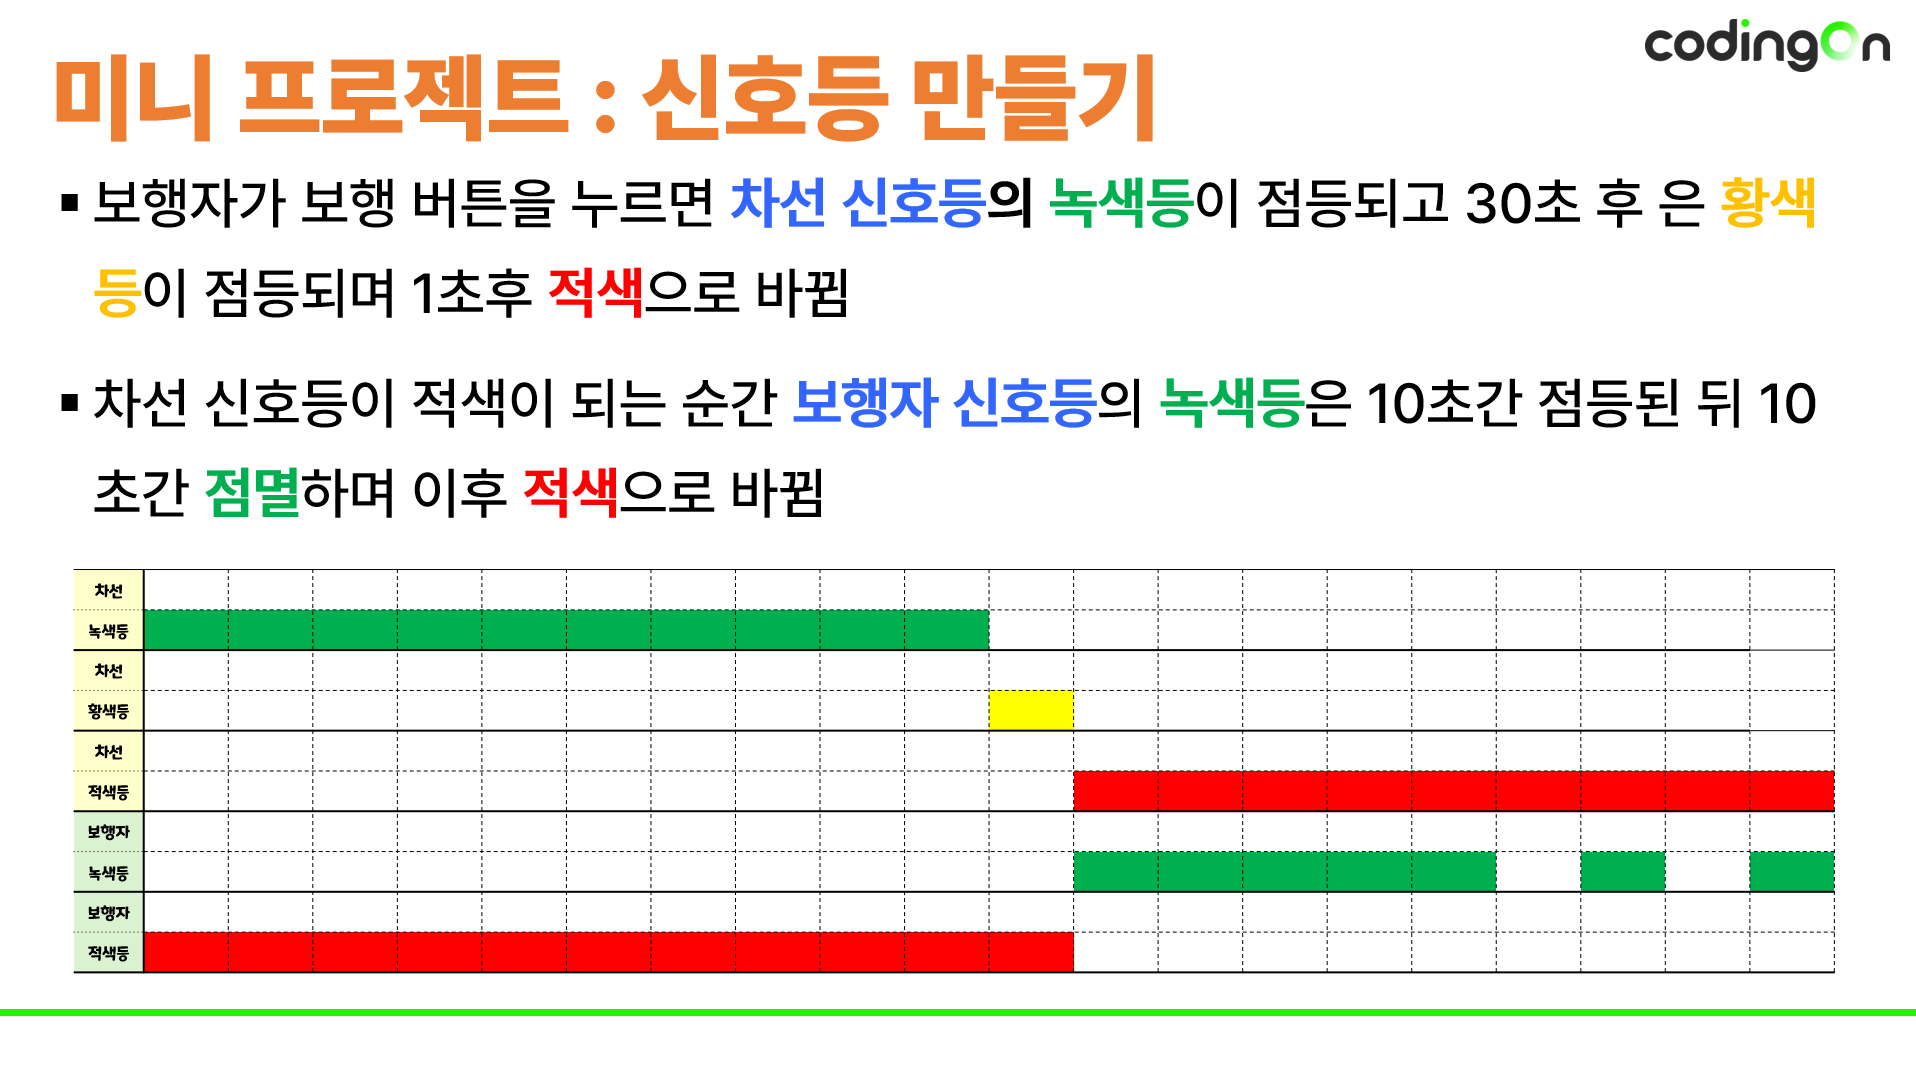 codingOn
미니 프로젝트 : 신호등 만들기
▪ 보행자가 보행 버튼을 누르면 차선 신호등의 녹색등이 점등되고 30초 후 은 황색
등이 점등되며 1초후 적색으로 바뀜
▪ 차선 신호등이 적색이 되는 순간 보행자 신호등의 녹색등은 10초간 점등된 뒤 10
초간 점멸하며 이후 적색으로 바뀜
차선
녹색등
차선
황색등
차선
적색등
보행자
녹색등
보행자
적색등